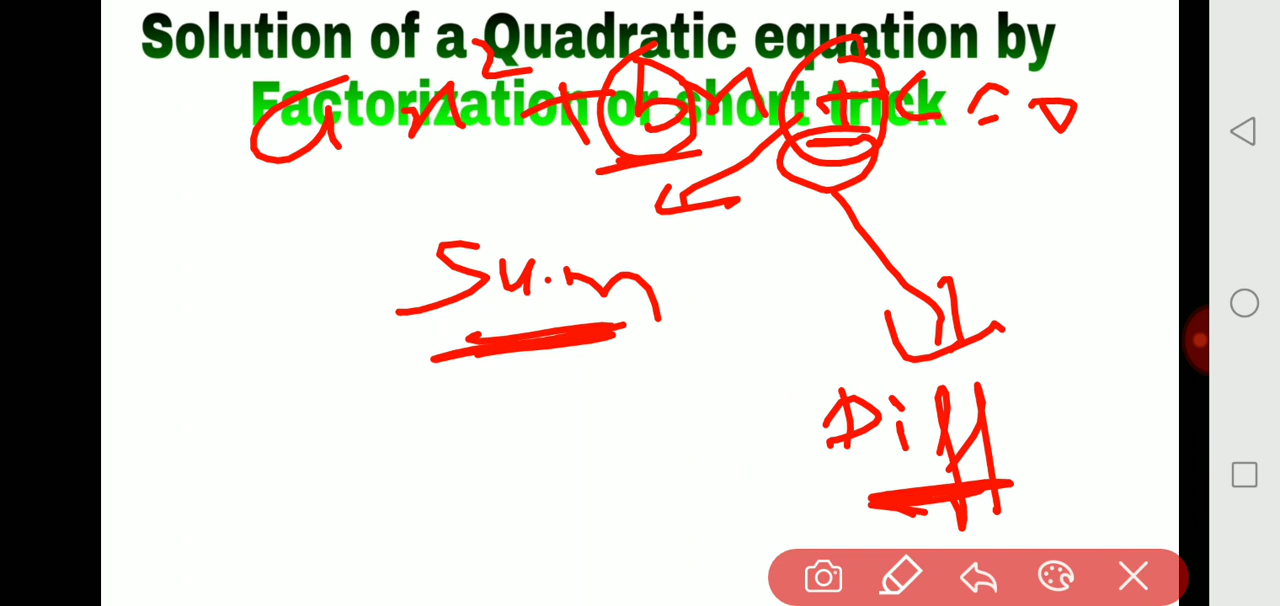 Solution of a Quadratic equation by
Factorization or short trick
ax² + bx ± c = 0
Sum
Diff